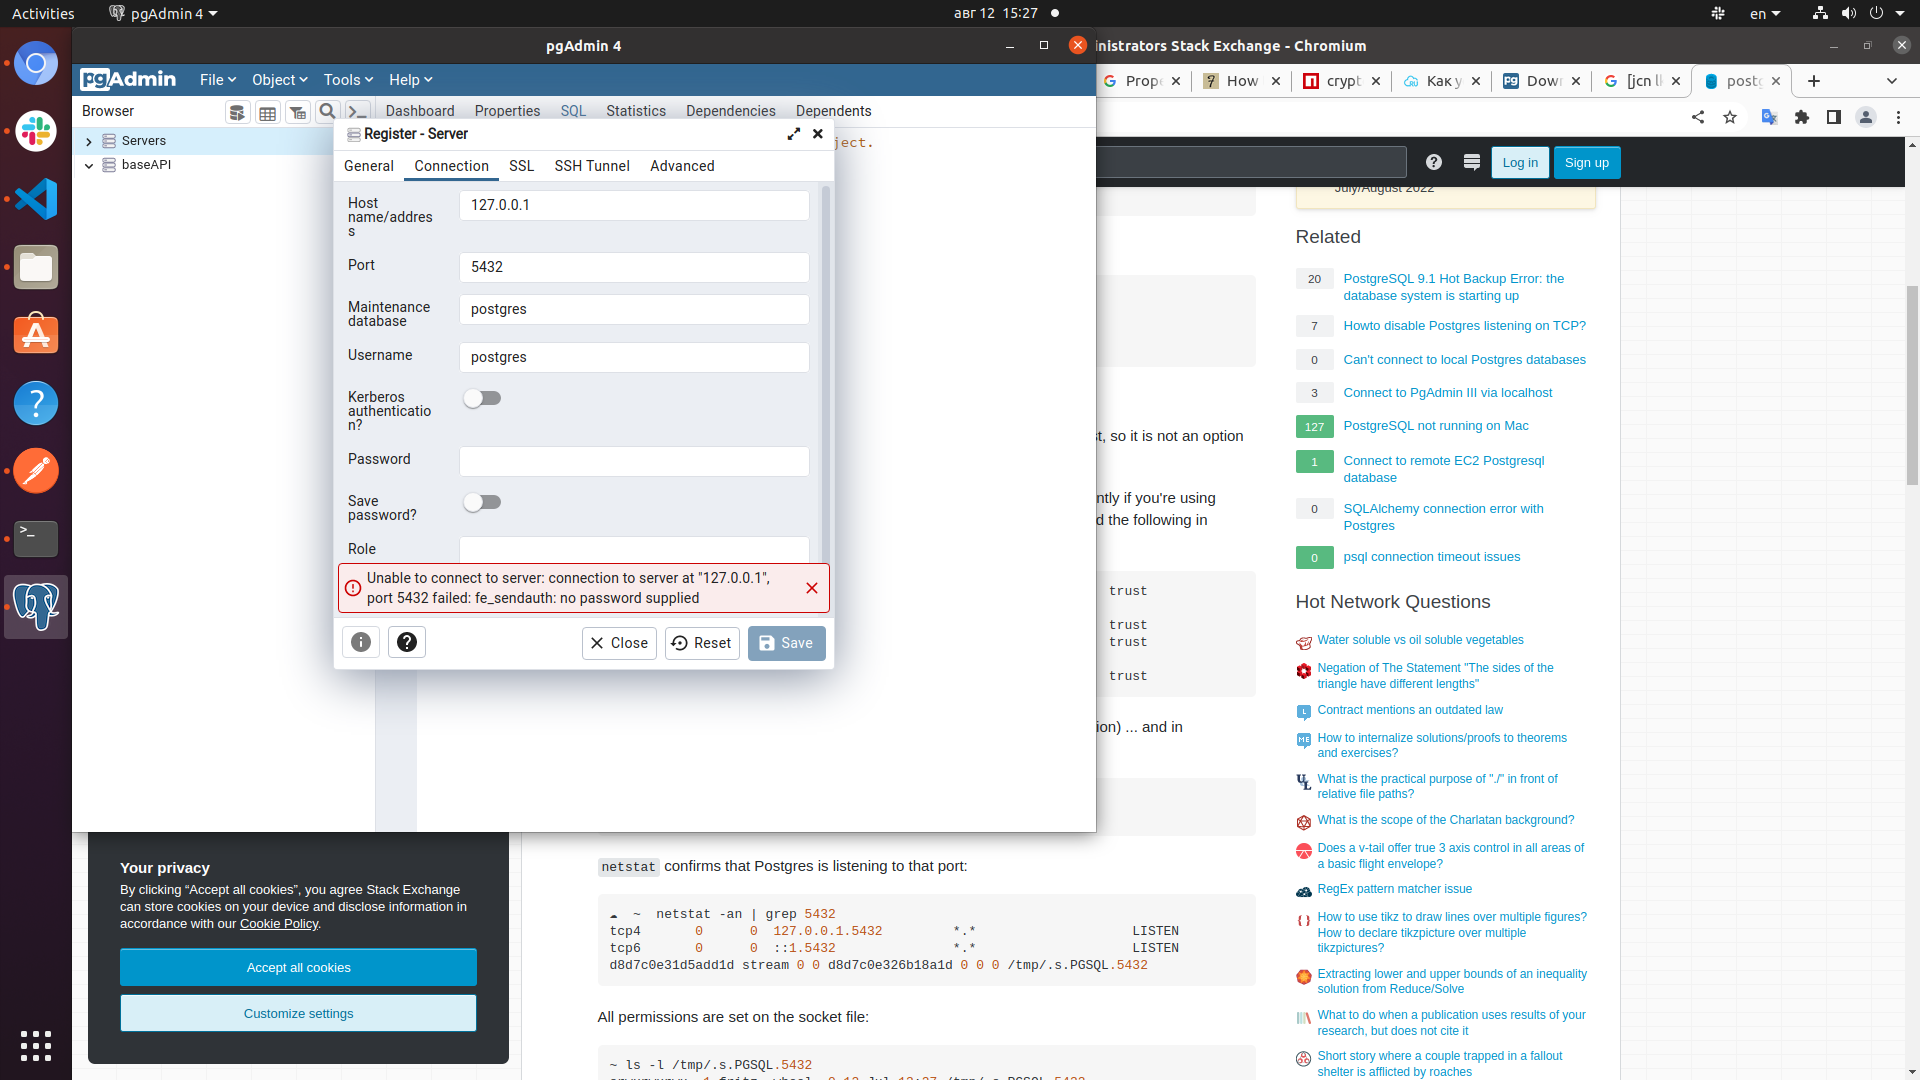 Activities
pgAdmin 4
авг 12 15:27
en
pgAdmin 4
nistrators Stack Exchange - Chromium
pgAdmin
File
Object
Tools
Help
Prope
How
crypt
Как у
Dow
[jcn
postg
Browser
Dashboard
Properties
SQL
Statistics
Dependencies
Dependents
Servers
baseAPI
ject.
Register - Server
General
Connection
SSL
SSH Tunnel
Advanced
Host
name/addres
s
127.0.0.1
Port
5432
Maintenance
database
postgres
Username
postgres
Kerberos
authenticatio
n?
Password
Save
password?
Role
Unable to connect to server: connection to server at "127.0.0.1",
port 5432 failed: fe_sendauth: no password supplied
Close
Reset
Save
Log in
Sign up
July/August 2022
st, so it is not an option
ntly if you're using
d the following in
trust
trust
trust
trust
ion) ... and in
Related
20 PostgreSQL 9.1 Hot Backup Error: the
database system is starting up
7 Howto disable Postgres listening on TCP?
0 Can't connect to local Postgres databases
3 Connect to PgAdmin III via localhost
127 PostgreSQL not running on Mac
1 Connect to remote EC2 Postgresql
database
0 SQLAlchemy connection error with
Postgres
0 psql connection timeout issues
Hot Network Questions
Water soluble vs oil soluble vegetables
Negation of The Statement "The sides of the
triangle have different lengths"
Contract mentions an outdated law
How to internalize solutions/proofs to theorems
and exercises?
What is the practical purpose of "./" in front of
relative file paths?
What is the scope of the Charlatan background?
Does a v-tail offer true 3 axis control in all areas of
a basic flight envelope?
RegEx pattern matcher issue
How to use tikz to draw lines over multiple figures?
How to declare tikzpicture over multiple
tikzpictures?
Extracting lower and upper bounds of an inequality
solution from Reduce/Solve
What to do when a publication uses results of your
research, but does not cite it
Short story where a couple trapped in a fallout
shelter is afflicted by roaches
Your privacy
By clicking “Accept all cookies”, you agree Stack Exchange
can store cookies on your device and disclose information in
accordance with our Cookie Policy.
Accept all cookies
Customize settings
netstat confirms that Postgres is listening to that port:
~ netstat -an | grep 5432
tcp4 0 0 127.0.0.1.5432 *.* LISTEN
tcp6 0 0 ::1.5432 *.* LISTEN
d8d7c0e31d5add1d stream 0 0 d8d7c0e326b18a1d 0 0 0 /tmp/.s.PGSQL.5432
All permissions are set on the socket file:
~ ls -l /tmp/.s.PGSQL.5432